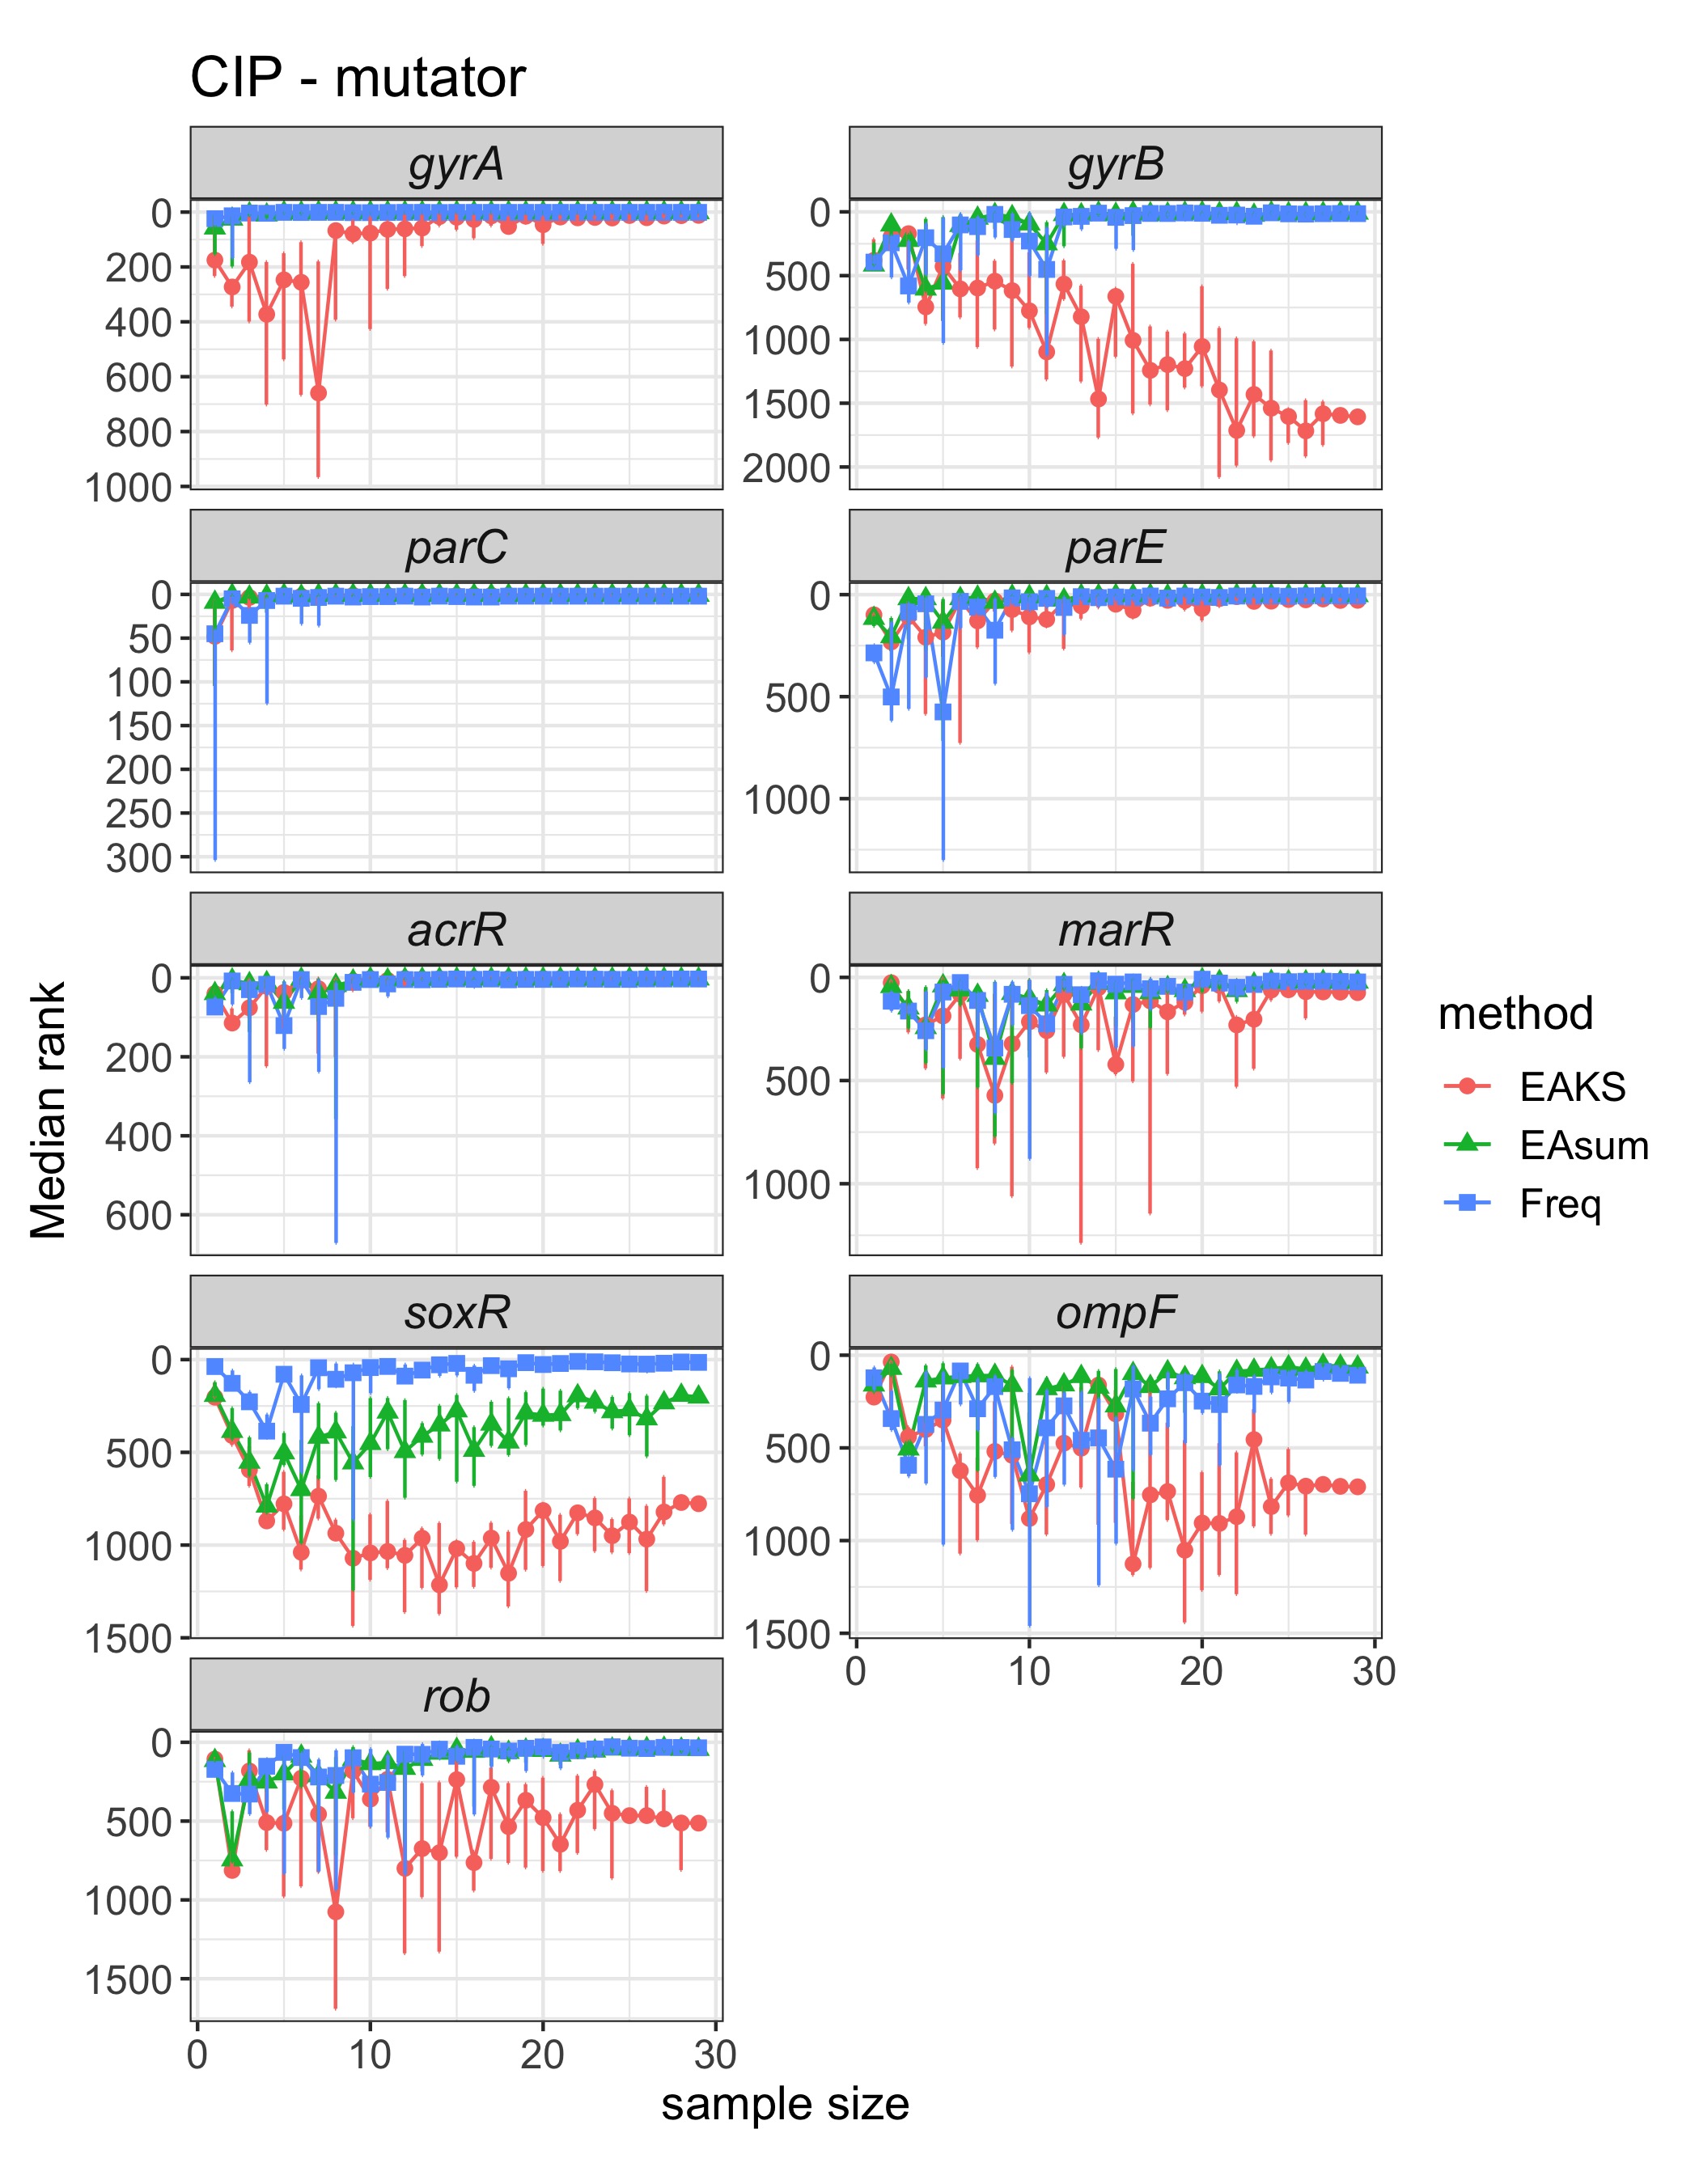 CIP - mutator
gyrA
0
200
400
600
800
1000
gyrB
0
500
1000
1500
2000
parC
0
50
100
150
200
250
300
parE
0
500
1000
acrR
0
200
400
600
marR
0
500
1000
soxR
0
500
1000
1500
ompF
0
500
1000
1500
0 10 20 30
rob
0
500
1000
1500
0 10 20 30
sample size
Median rank
method
EAKS
EAsum
Freq